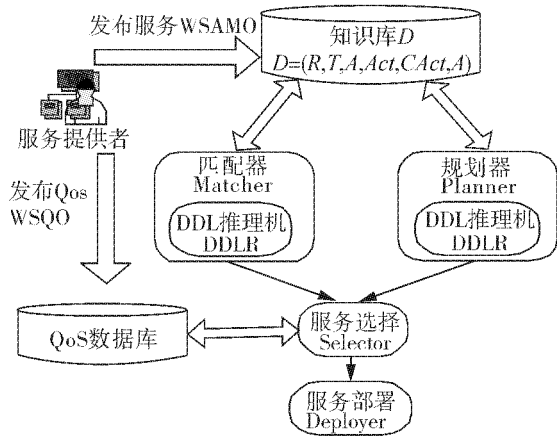 发布服务WSAMO
知识库D
D=(R,T,A,Act,CAct,A)
服务提供者
发布Qos
WSQO
匹配器
Matcher
DDL推理机
DDLR
规划器
Planner
DDL推理机
DDLR
QoS数据库
服务选择
Selector
服务部署
Deployer